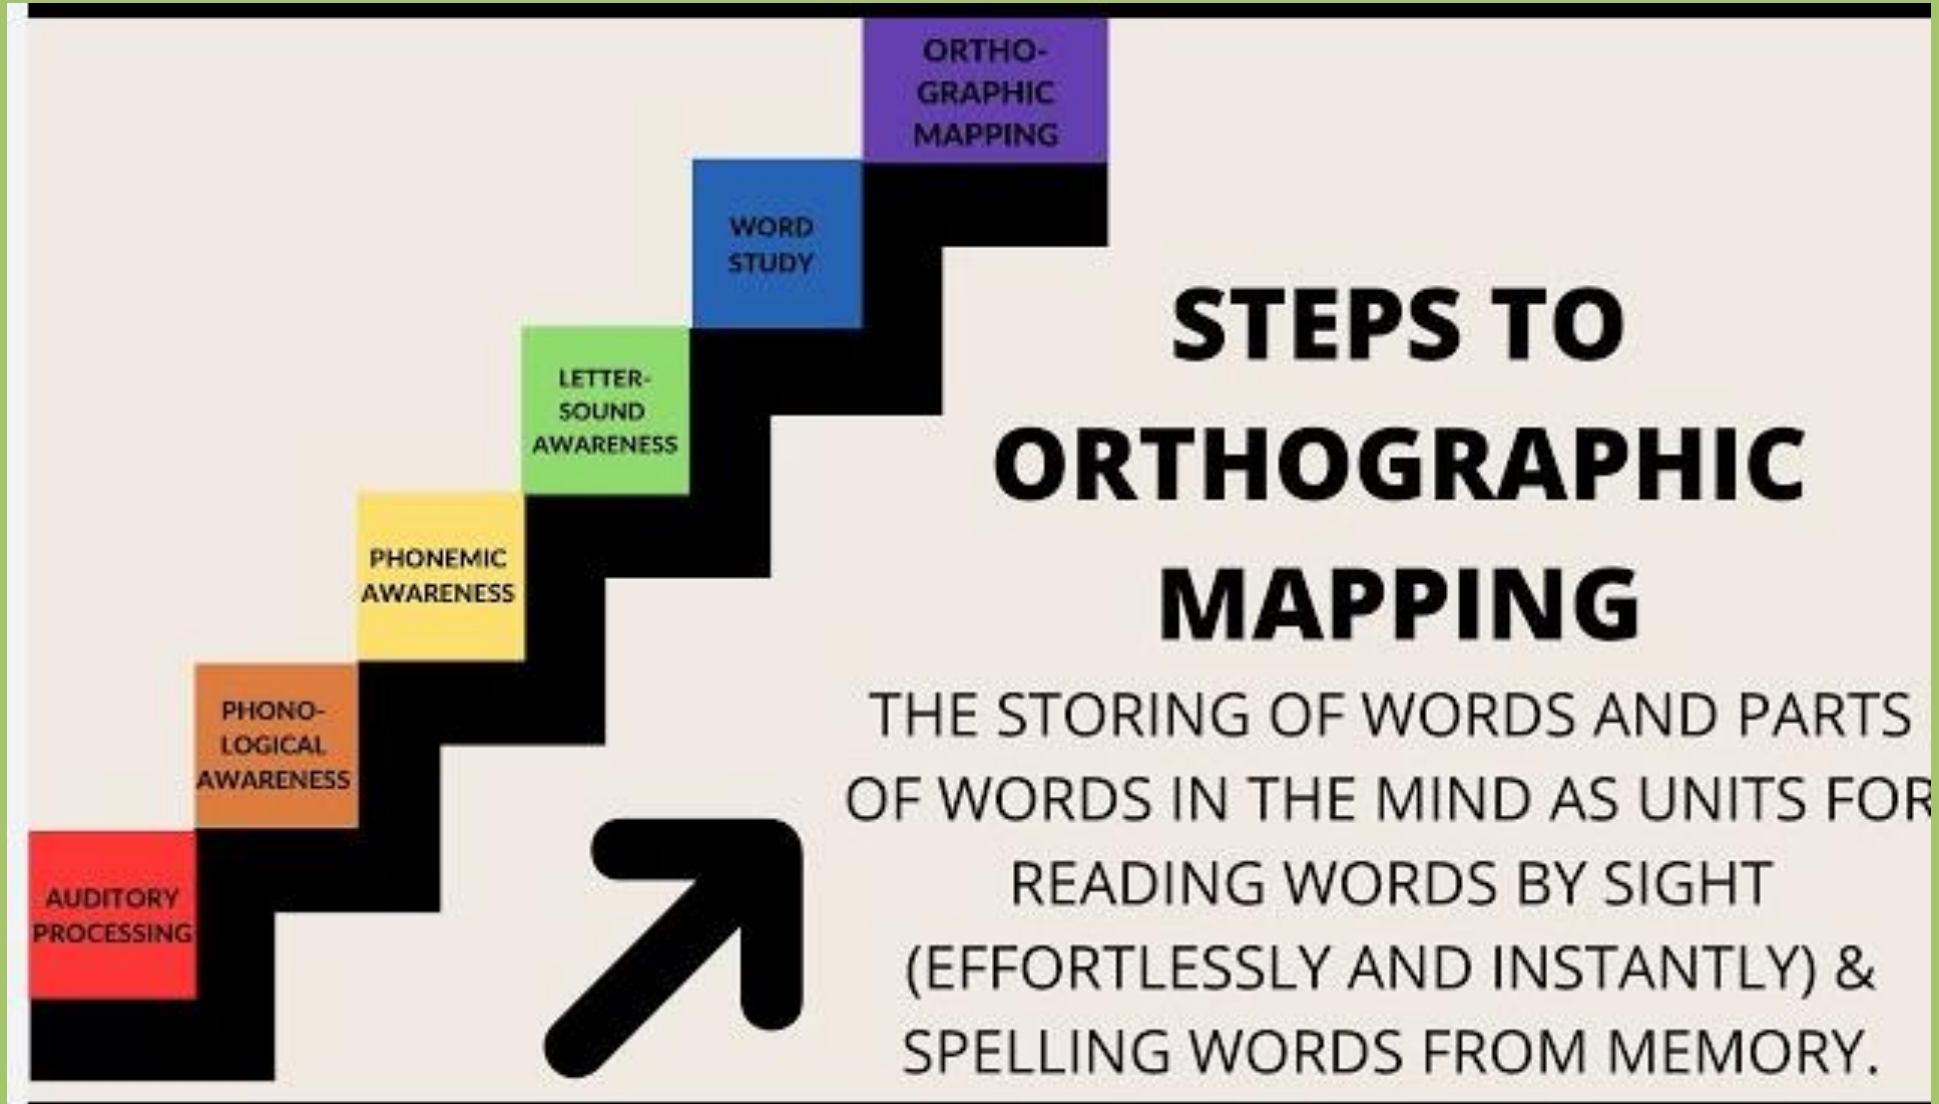 ORTHO-
GRAPHIC
MAPPING
WORD
STUDY
LETTER-
SOUND
AWARENESS
PHONEMIC
AWARENESS
PHONO-
LOGICAL
AWARENESS
AUDITORY
PROCESSING
STEPS TO
ORTHOGRAPHIC
MAPPING
THE STORING OF WORDS AND PARTS
OF WORDS IN THE MIND AS UNITS FOR
READING WORDS BY SIGHT
(EFFORTLESSLY AND INSTANTLY) &
SPELLING WORDS FROM MEMORY.